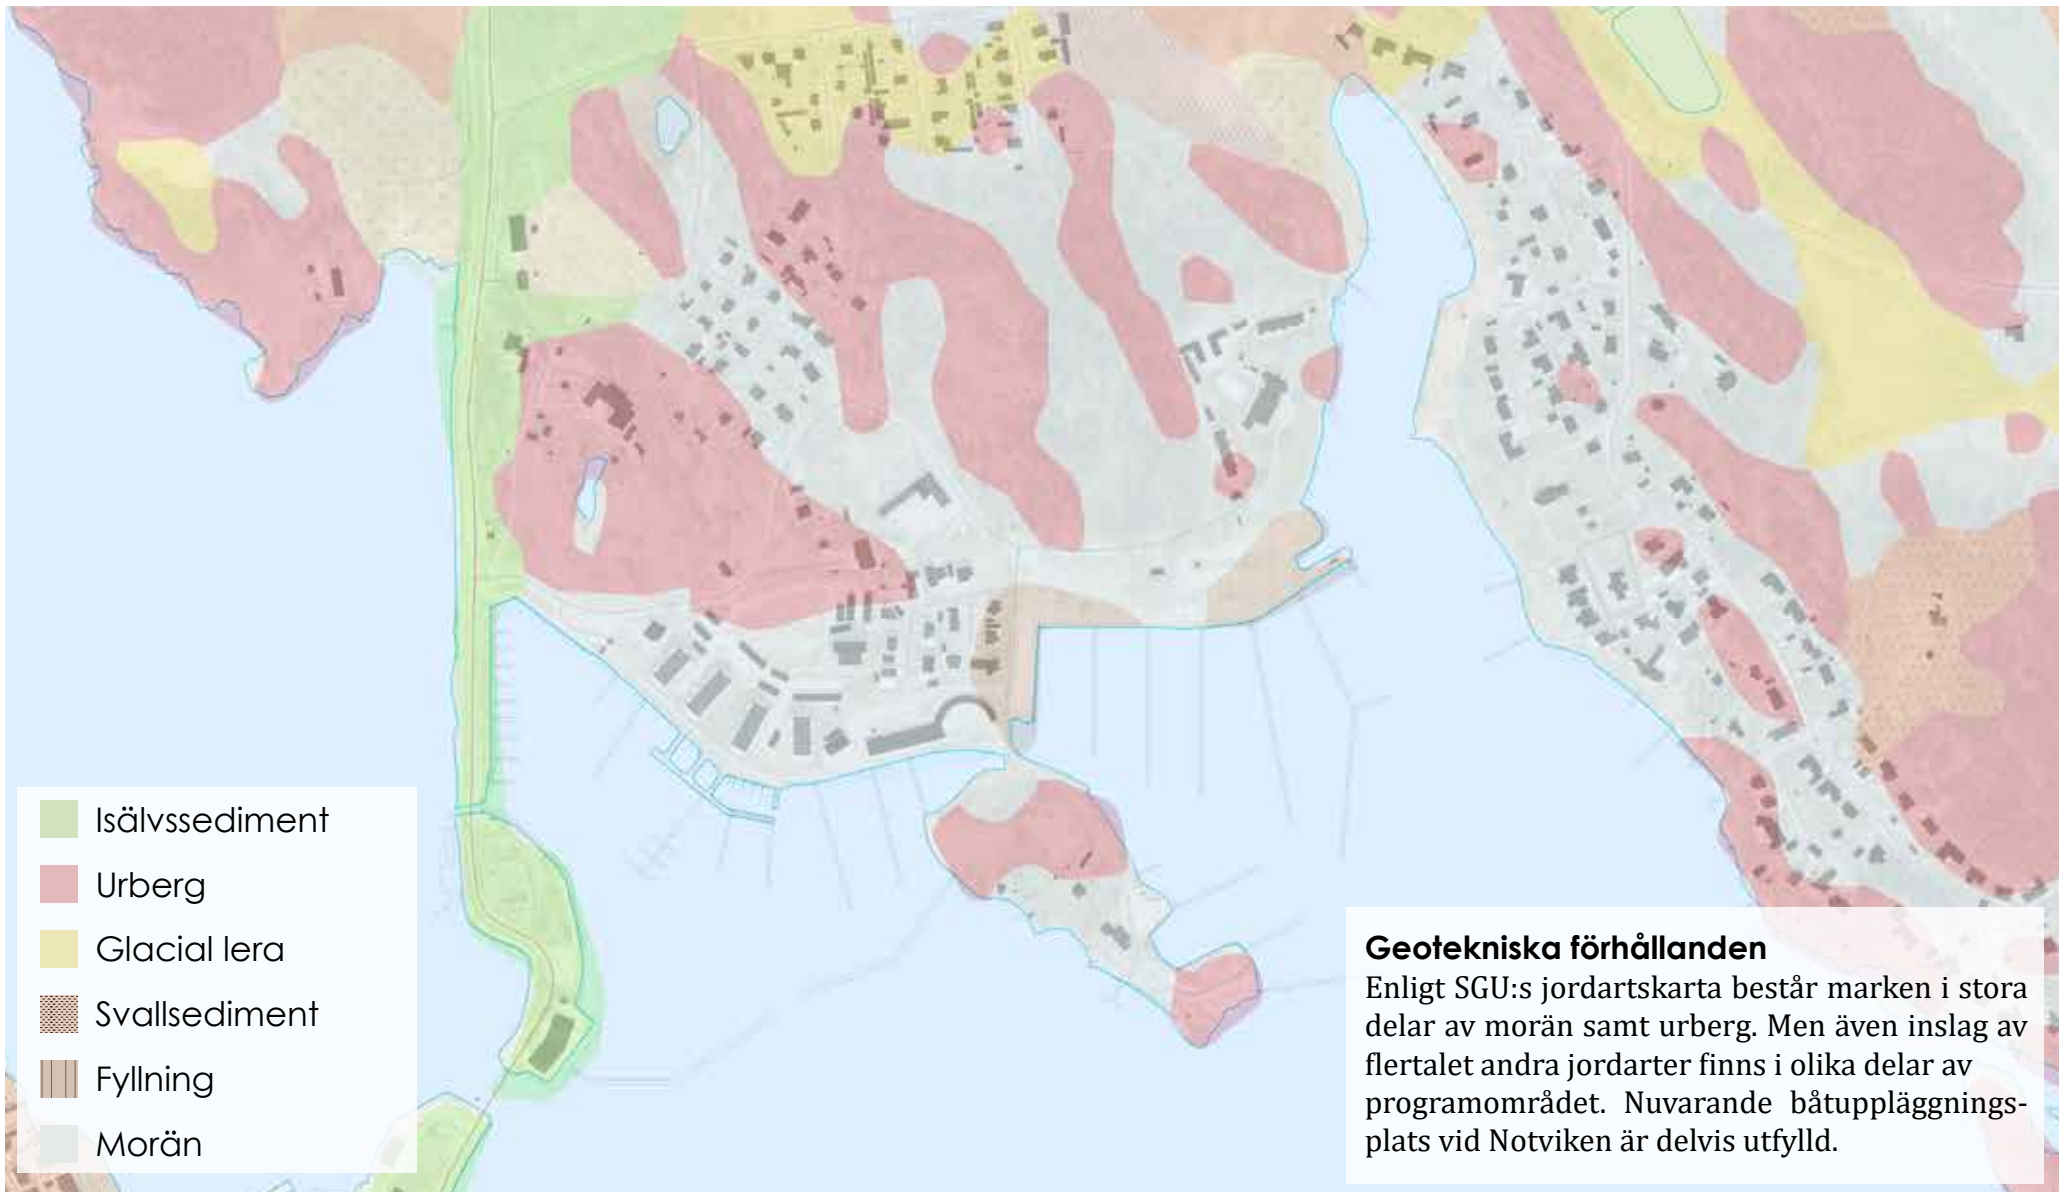 Isälvssediment
Urberg
Glacial lera
Svallsediment
Fyllning
Morän
Geotekniska förhållanden
Enligt SGU:s jordartskarta består marken i stora
delar av morän samt urberg. Men även inslag av
flertalet andra jordarter finns i olika delar av
programområdet. Nuvarande båtuppläggnings-
plats vid Notviken är delvis utfylld.